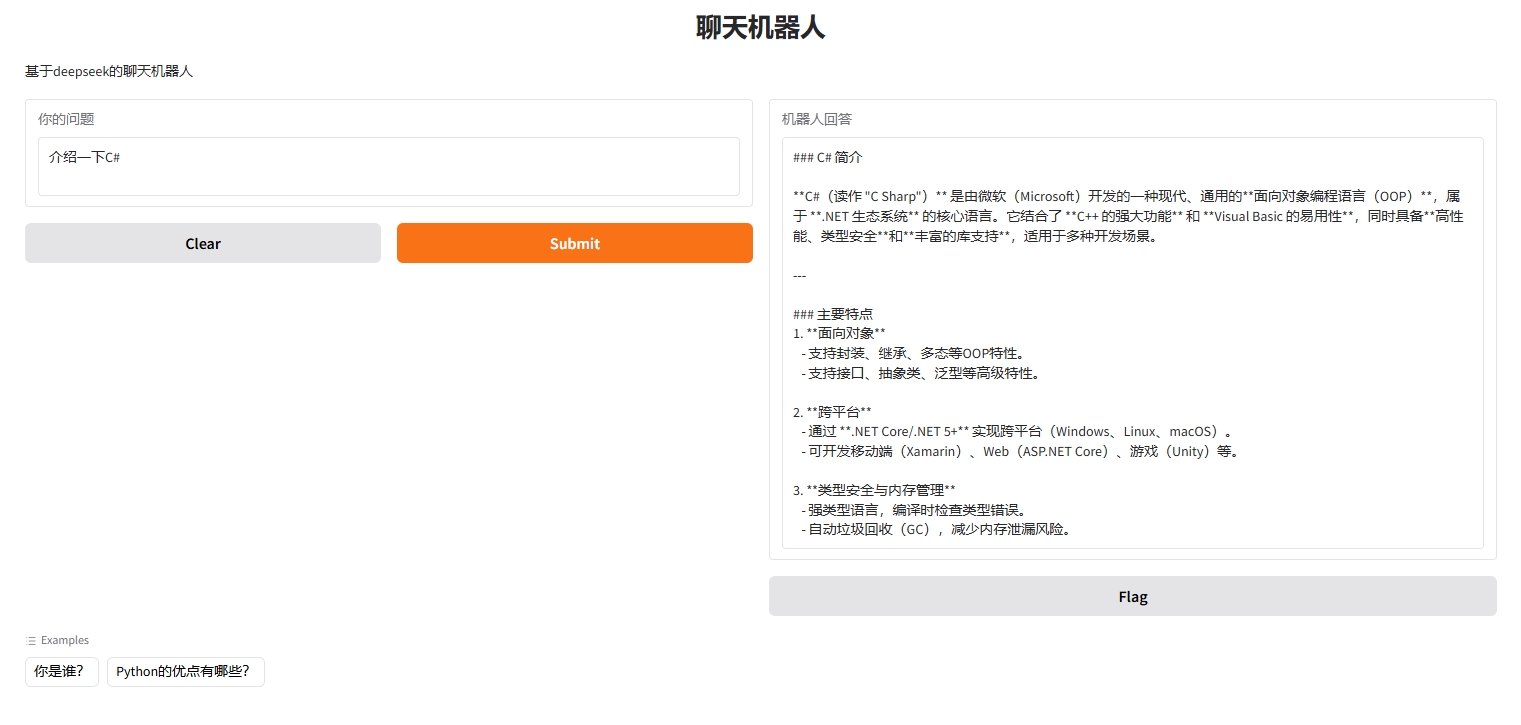 聊天机器人
基于deepseek的聊天机器人
你的问题
介绍一下C#
Clear
Submit
机器人回答
### C# 简介
**C#（读作 "C Sharp"）** 是由微软（Microsoft）开发的一种现代、通用的**面向对象编程语言（OOP）**，属
于 **.NET 生态系统** 的核心语言。它结合了 **C++ 的强大功能** 和 **Visual Basic 的易用性**，同时具备**高性
能、类型安全**和**丰富的库支持**，适用于多种开发场景。
---
### 主要特点
1. **面向对象**
- 支持封装、继承、多态等OOP特性。
- 支持接口、抽象类、泛型等高级特性。
2. **跨平台**
- 通过 **.NET Core/.NET 5+** 实现跨平台（Windows、Linux、macOS）。
- 可开发移动端（Xamarin）、Web（ASP.NET Core）、游戏（Unity）等。
3. **类型安全与内存管理**
- 强类型语言，编译时检查类型错误。
- 自动垃圾回收（GC），减少内存泄漏风险。
Flag
Examples
你是谁？
Python的优点有哪些？